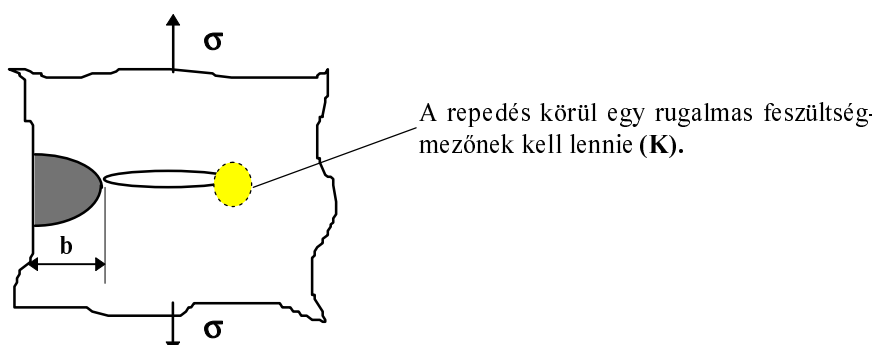 σ
A repedés körül egy rugalmas feszültség-
mezőnek kell lennie (K).
b
σ